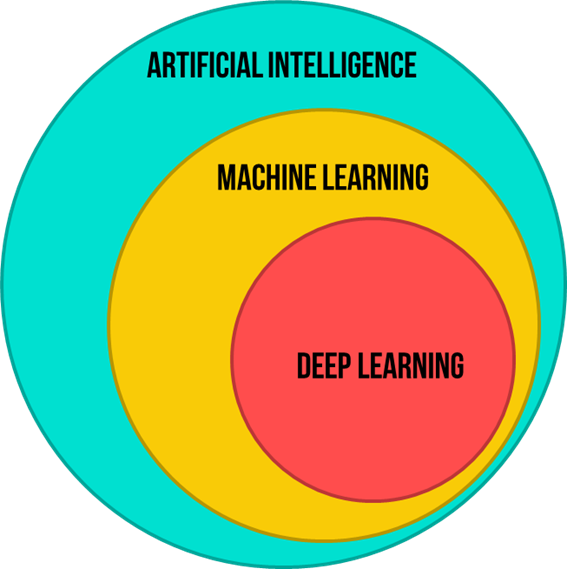 ARTIFICIAL INTELLIGENCE
MACHINE LEARNING
DEEP LEARNING